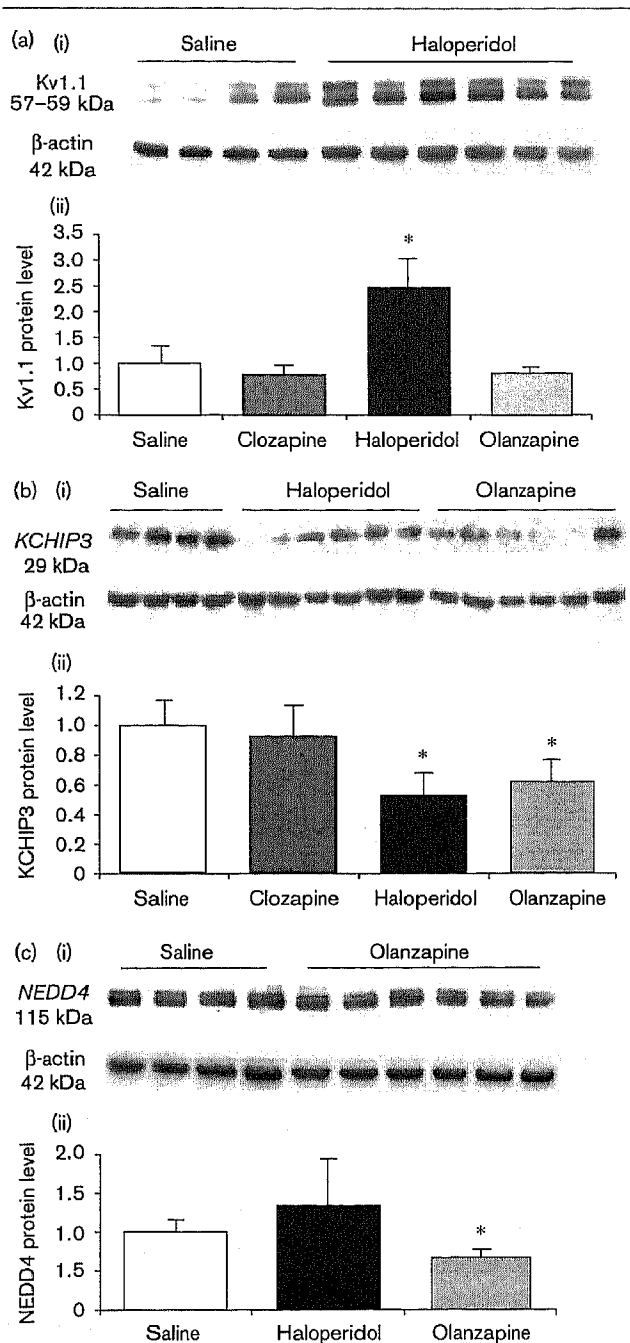 (a) (i) Saline Haloperidol
Kv1.1
57–59 kDa
β-actin
42 kDa
(ii)
Kv1.1 protein level
3.5
3.0
2.5
2.0
1.5
1.0
0.5
0
*
Saline Clozapine Haloperidol Olanzapine
(b) (i) Saline Haloperidol Olanzapine
KCHIP3
29 kDa
β-actin
42 kDa
(ii)
KCHIP3 protein level
1.2
1.0
0.8
0.6
0.4
0.2
0
* *
Saline Clozapine Haloperidol Olanzapine
(c) (i) Saline Olanzapine
NEDD4
115 kDa
β-actin
42 kDa
(ii)
NEDD4 protein level
2.0
1.5
1.0
1.5
0
*
Saline Haloperidol Olanzapine